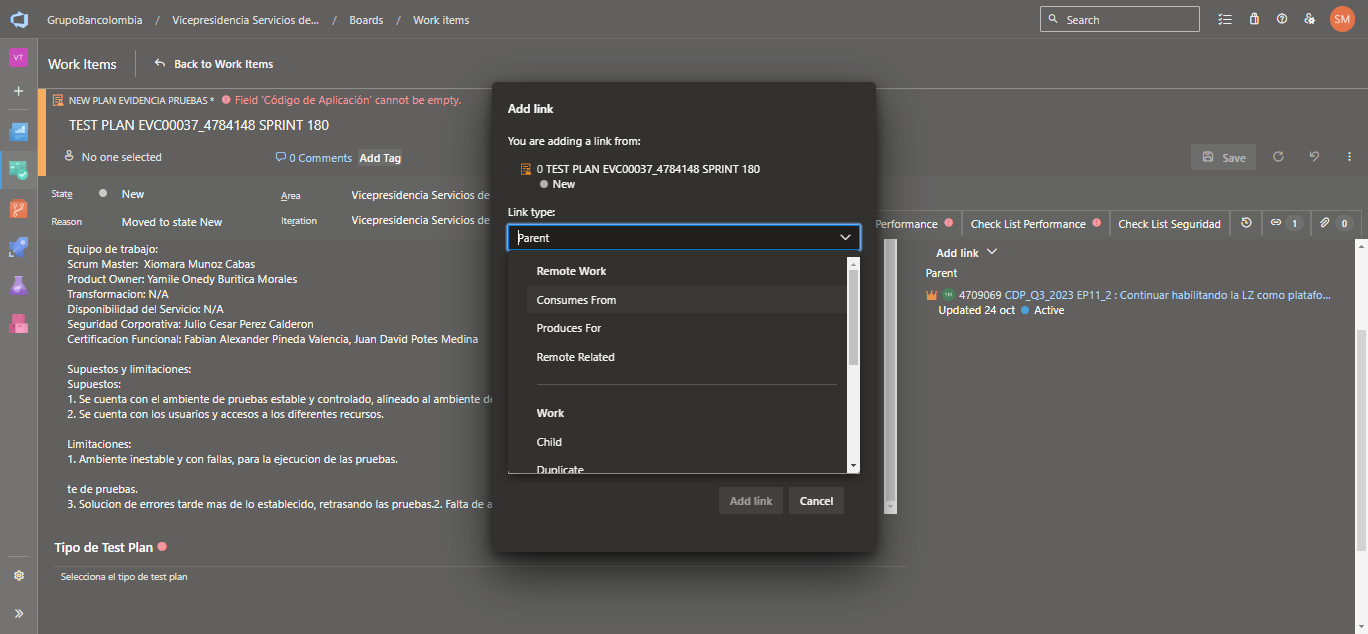 GrupoBancolombia / Vicepresidencia Servicios de... / Boards / Work items
Search
SM
VT
Work Items
Back to Work Items
NEW PLAN EVIDENCIA PRUEBAS * Field 'Código de Aplicación' cannot be empty.
TEST PLAN EVC00037_4784148 SPRINT 180
No one selected
0 Comments
Add Tag
Save
State
New
Area
Vicepresidencia Servicios de
Reason
Moved to state New
Iteration
Vicepresidencia Servicios de
Performance
Check List Performance
Check List Seguridad
1
0
Equipo de trabajo:
Scrum Master: Xiomara Munoz Cabas
Product Owner: Yamile Onedy Buritica Morales
Transformacion: N/A
Disponibilidad del Servicio: N/A
Seguridad Corporativa: Julio Cesar Perez Calderon
Certificacion Funcional: Fabian Alexander Pineda Valencia, Juan David Potes Medina
Supuestos y limitaciones:
Supuestos:
1. Se cuenta con el ambiente de pruebas estable y controlado, alineado al ambiente de
2. Se cuenta con los usuarios y accesos a los diferentes recursos.
Limitaciones:
1. Ambiente inestable y con fallas, para la ejecucion de las pruebas.
te de pruebas.
3. Solucion de errores tarde mas de lo establecido, retrasando las pruebas.2. Falta de a
Tipo de Test Plan
Selecciona el tipo de test plan
Add link
You are adding a link from:
0 TEST PLAN EVC00037_4784148 SPRINT 180
New
Link type:
Parent
Remote Work
Consumes From
Produces For
Remote Related
Work
Child
Duplicate
Add link
Cancel
Add link
Parent
YM 4709069 CDP_Q3_2023 EP11_2 : Continuar habilitando la LZ como platafo...
Updated 24 oct Active